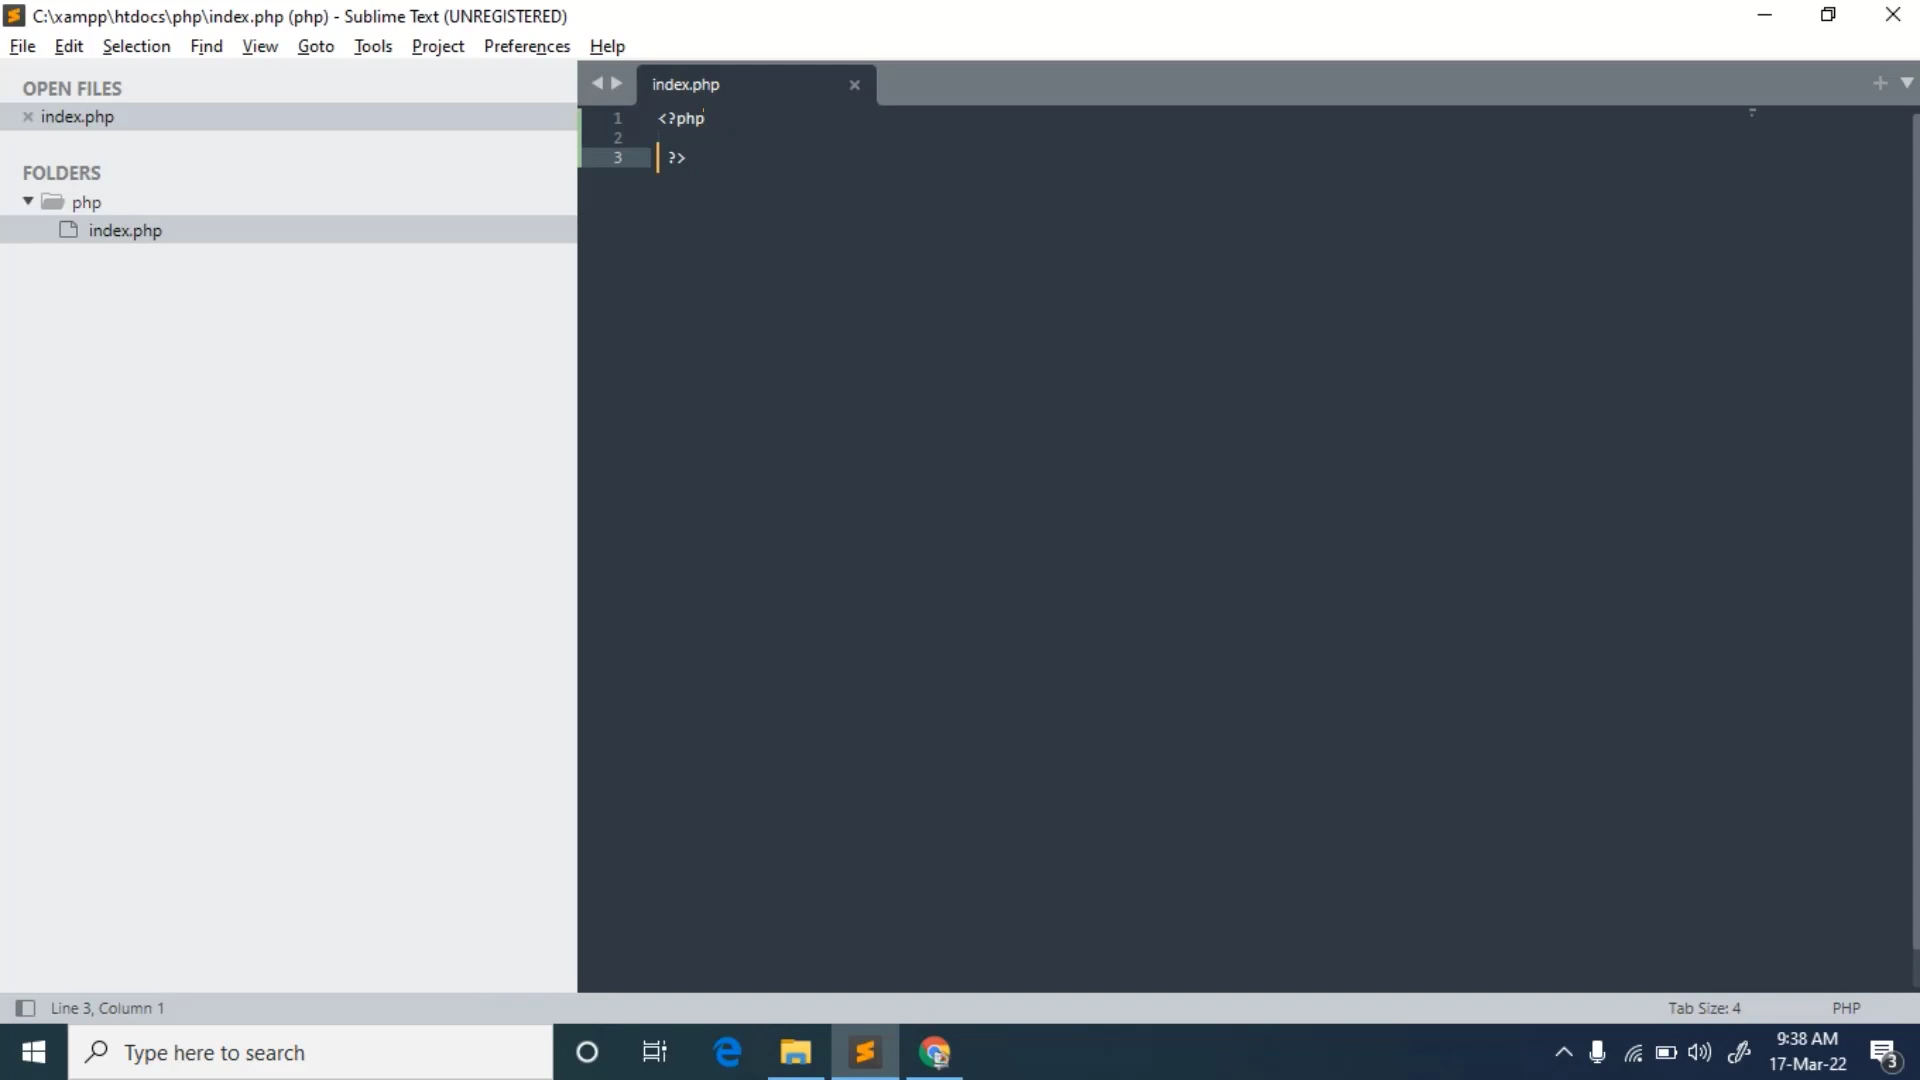 C:\xampp\htdocs\php\index.php (php) - Sublime Text (UNREGISTERED)
File Edit Selection Find View Goto Tools Project Preferences Help
OPEN FILES
index.php
FOLDERS
php
index.php
index.php
1 <?php
2
3 ?>
Line 3, Column 1
Tab Size: 4
PHP
Type here to search
9:38 AM
17-Mar-22
3